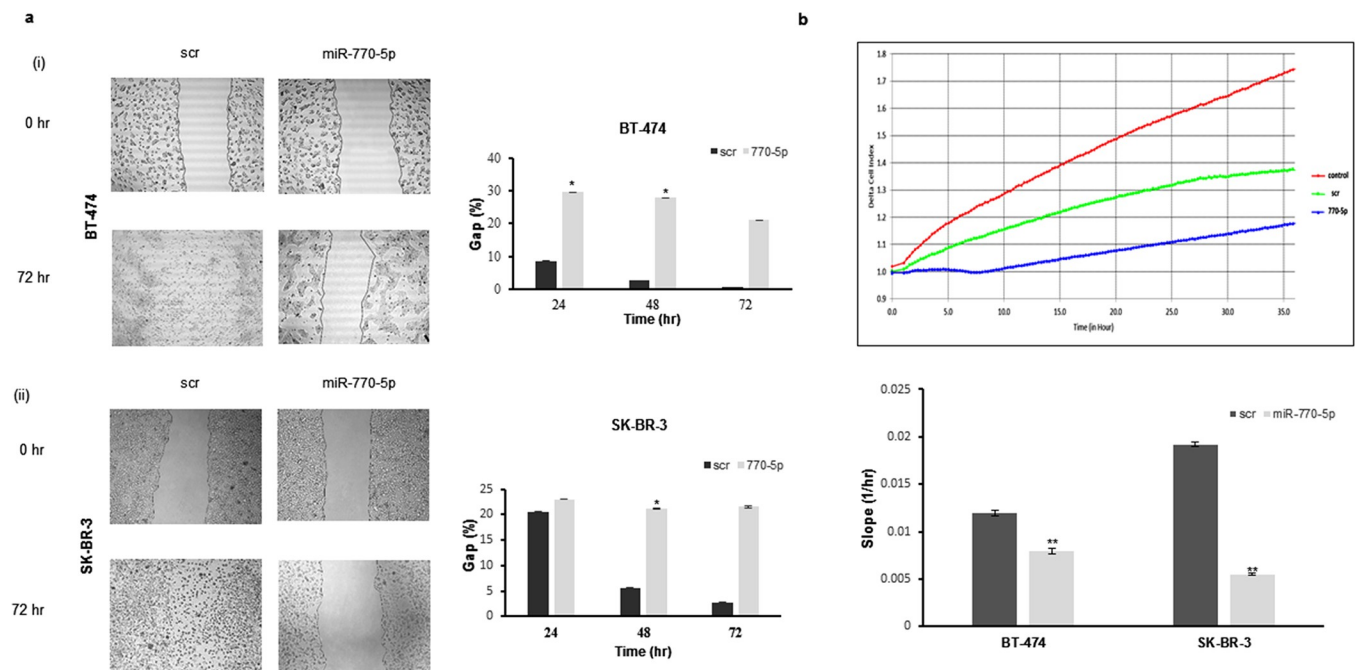 a
scr
miR-770-5p
(i)
0 hr
BT-474
72 hr
BT-474
scr 770-5p
40
30
20
10
0
Gap (%)
24 48 72
Time (hr)
(ii)
scr
miR-770-5p
0 hr
SK-BR-3
72 hr
SK-BR-3
scr 770-5p
25
20
15
10
5
0
Gap (%)
* *
*
24 48 72
Time (hr)
b
1.8
1.7
1.6
1.5
1.4
1.3
1.2
1.1
1.0
0.9
Delta Cell Index
0.0 5.0 10.0 15.0 20.0 25.0 30.0 35.0
Time (in Hour)
control
scr
770-5p
0.025
0.02
0.015
0.01
0.005
0
Slope (1/hr)
scr miR-770-5p
**
**
BT-474 SK-BR-3